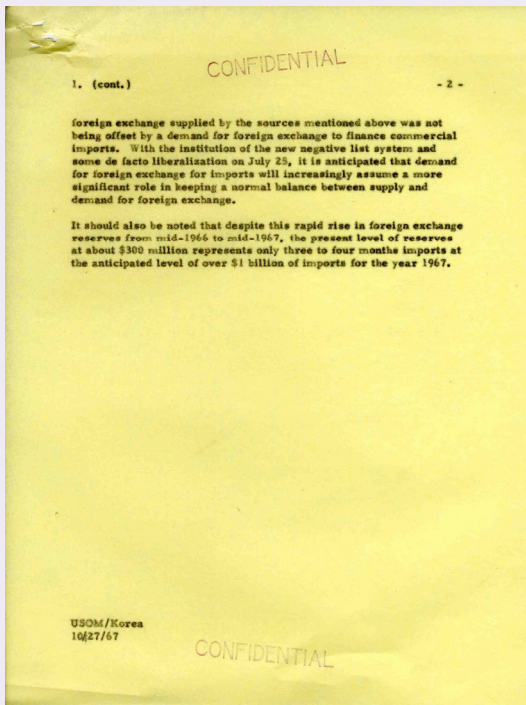 CONFIDENTIAL
1. (cont.) - 2 -
foreign exchange supplied by the sources mentioned above was not
being offset by a demand for foreign exchange to finance commercial
imports. With the institution of the new negative list system and
some de facto liberalization on July 25, it is anticipated that demand
for foreign exchange for imports will increasingly assume a more
significant role in keeping a normal balance between supply and
demand for foreign exchange.
It should also be noted that despite this rapid rise in foreign exchange
reserves from mid-1966 to mid-1967, the present level of reserves
at about $300 million represents only three to four months imports at
the anticipated level of over $1 billion of imports for the year 1967.
USOM/Korea
10/27/67
CONFIDENTIAL